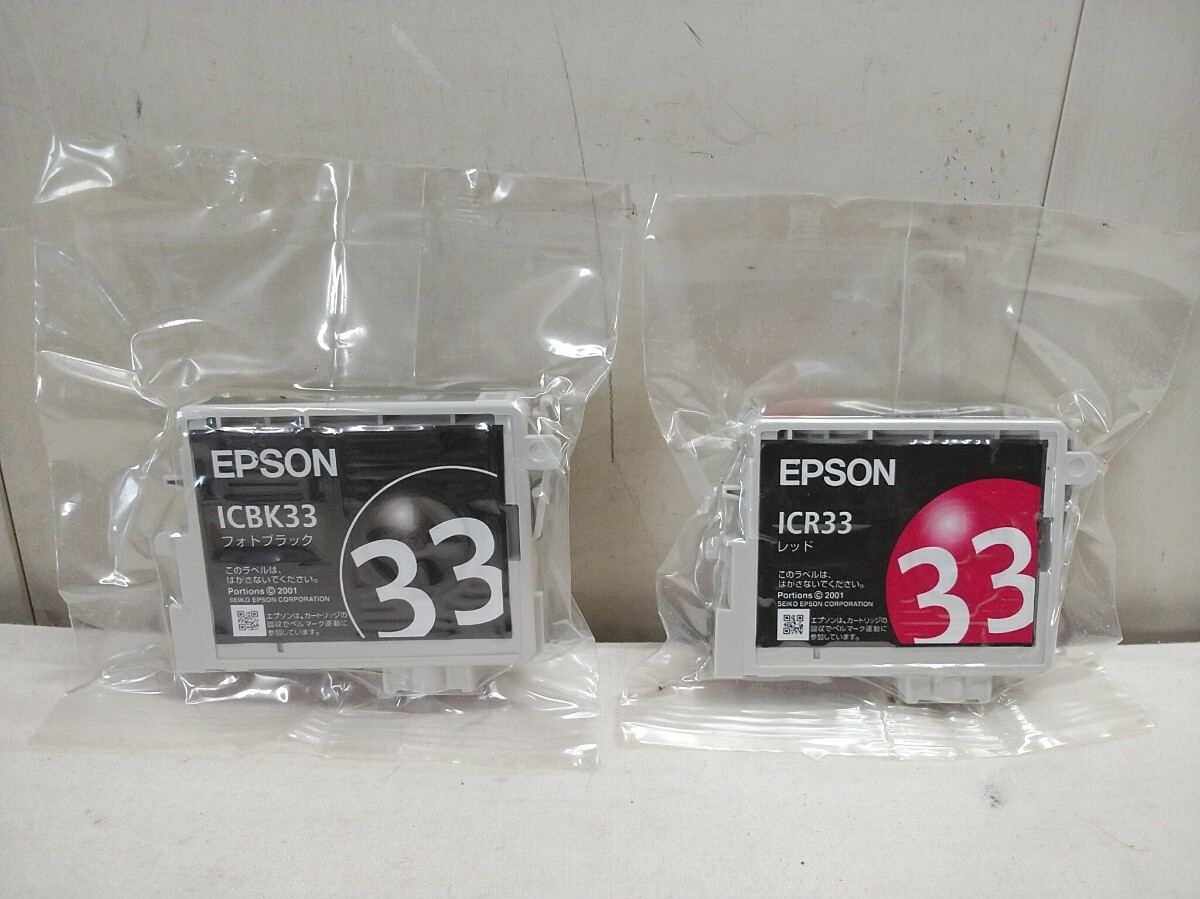 EPSON
ICBK33
フォトブラック
33
このラベルは、
はがさないでください。
Portions © 2001
SEIKO EPSON CORPORATION
エプソンは、カートリッジの
回収でベルマーク運動に
参加しています。
EPSON
ICR33
レッド
33
このラベルは、
はがさないでください。
Portions © 2001
SEIKO EPSON CORPORATION
エプソンは、カートリッジの
回収でベルマーク運動に
参加しています。